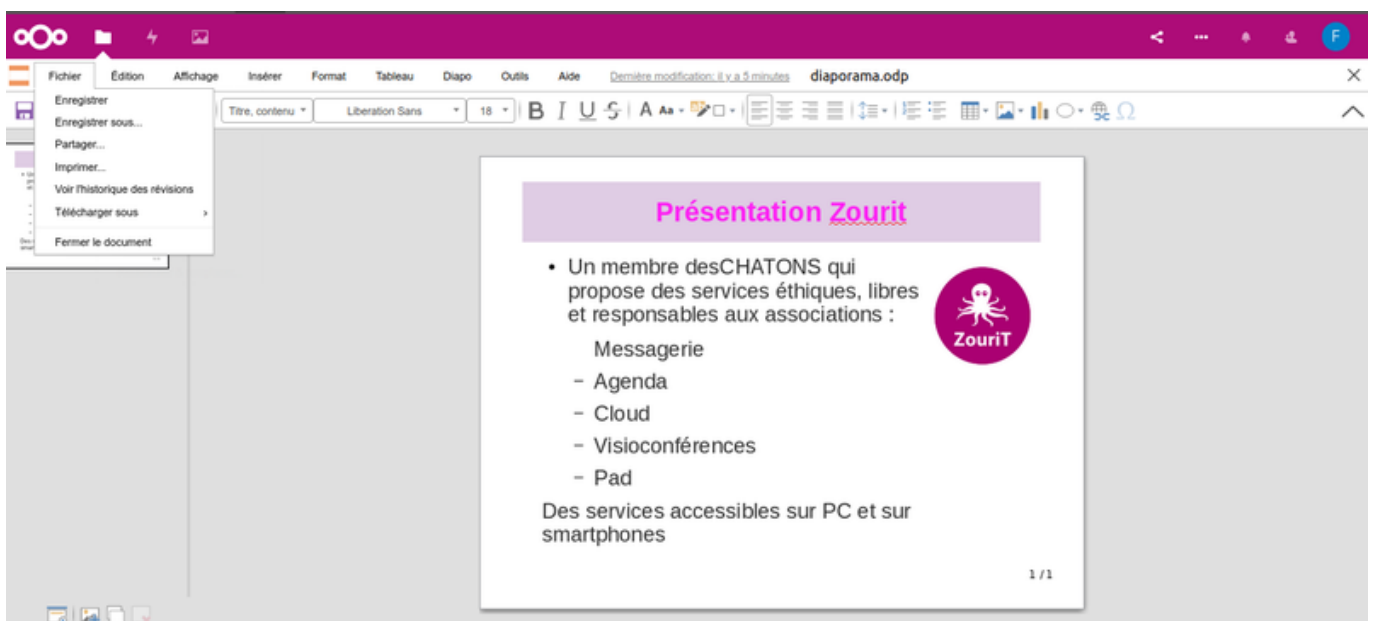 F
Fichier Édition Affichage Insérer Format Tableau Diapo Outils Aide Dernière modification: il y a 5 minutes diaporama.odp
Enregistrer
Enregistrer sous...
Partager...
Imprimer...
Voir l'historique des révisions
Télécharger sous
Fermer le document
Titre, contenu Liberation Sans 18 B I U S A Aa
Présentation Zourit
• Un membre desCHATONS qui
propose des services éthiques, libres
et responsables aux associations :
Messagerie
– Agenda
– Cloud
– Visioconférences
– Pad
Des services accessibles sur PC et sur
smartphones
ZouriT
1 /1